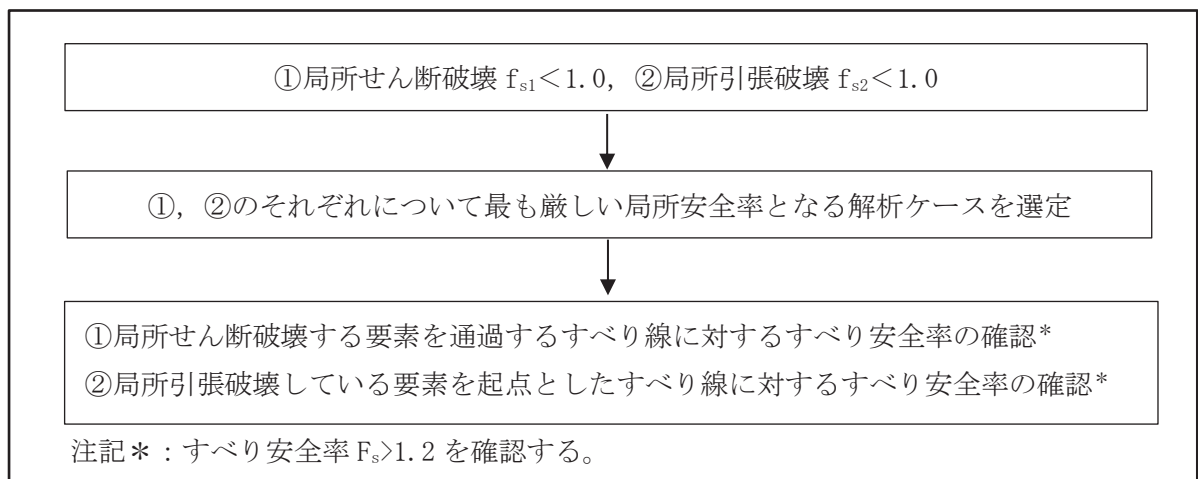 ①局所せん断破壊 fs1＜1.0，②局所引張破壊 fs2＜1.0
①，②のそれぞれについて最も厳しい局所安全率となる解析ケースを選定
①局所せん断破壊する要素を通過するすべり線に対するすべり安全率の確認*
②局所引張破壊している要素を起点としたすべり線に対するすべり安全率の確認*
注記＊：すべり安全率 Fs>1.2 を確認する。